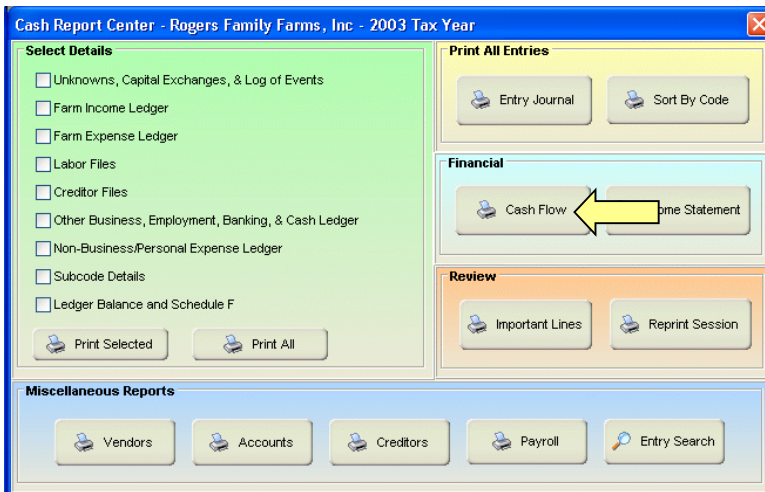 Cash Report Center - Rogers Family Farms, Inc - 2003 Tax Year
Select Details
Unknowns, Capital Exchanges, & Log of Events
Farm Income Ledger
Farm Expense Ledger
Labor Files
Creditor Files
Other Business, Employment, Banking, & Cash Ledger
Non-Business/Personal Expense Ledger
Subcode Details
Ledger Balance and Schedule F
Print Selected
Print All
Print All Entries
Entry Journal
Sort By Code
Financial
Cash Flow
Statement
Review
Important Lines
Reprint Session
Miscellaneous Reports
Vendors
Accounts
Creditors
Payroll
Entry Search